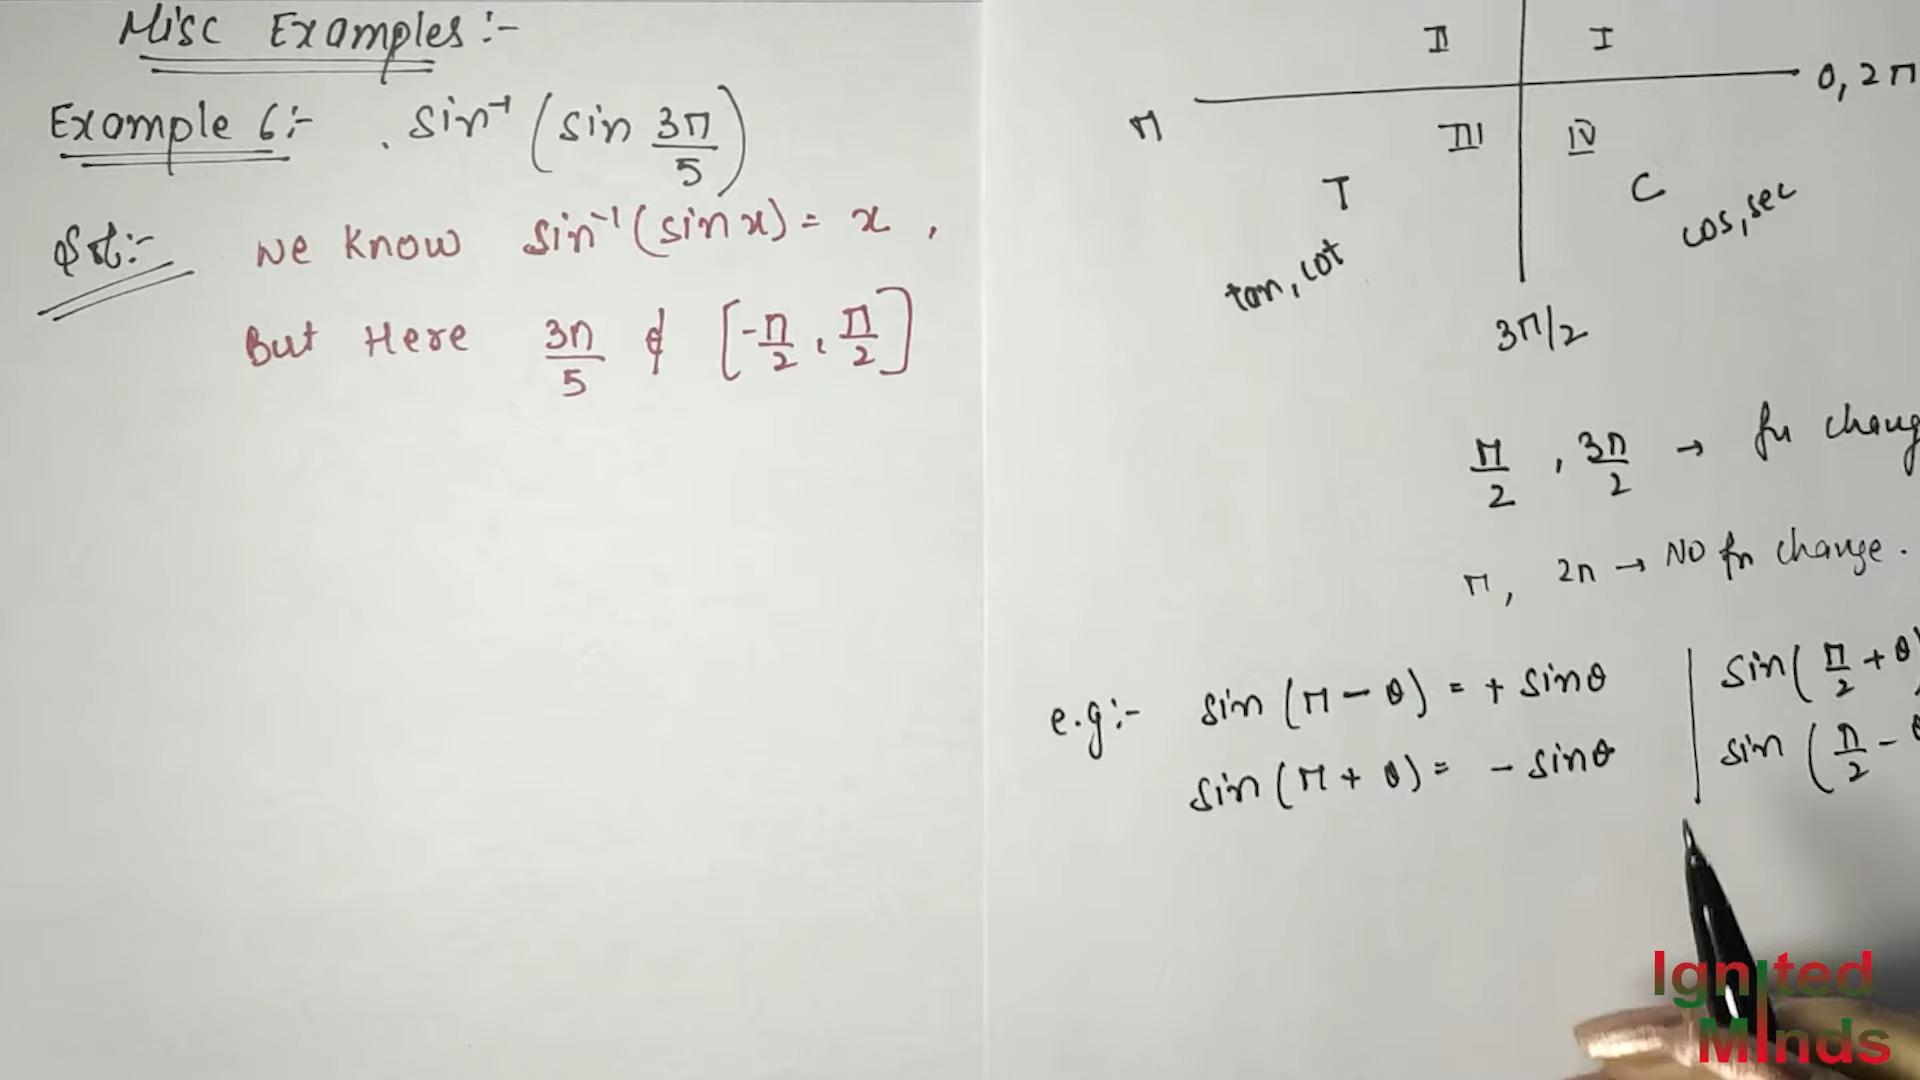 Misc Examples :-
Example 6 :- . sin⁻¹ (sin 3π/5)
Sol :- We know sin⁻¹(sin x) = x ,
But Here 3π/5 ∉ [-π/2 , π/2]
II I
π 0, 2π
III IV
T C
tan, cot cos, sec
3π/2
π/2 , 3π/2 → fn chang
π, 2π → No fn change.
e.g :- sin (π - θ) = + sin θ | sin( π/2 + θ)
sin (π + θ) = - sin θ | sin ( π/2 - θ
Ignited
Minds